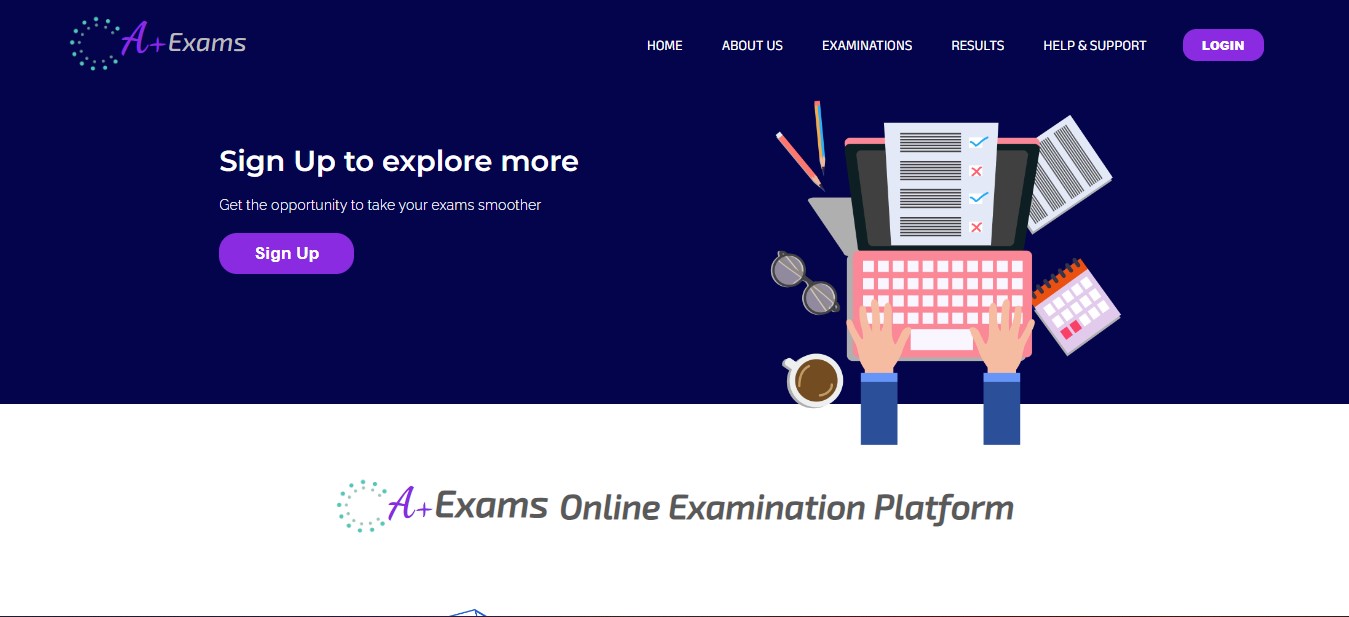 A+Exams
HOME ABOUT US EXAMINATIONS RESULTS HELP & SUPPORT LOGIN
Sign Up to explore more
Get the opportunity to take your exams smoother
Sign Up
A+Exams Online Examination Platform